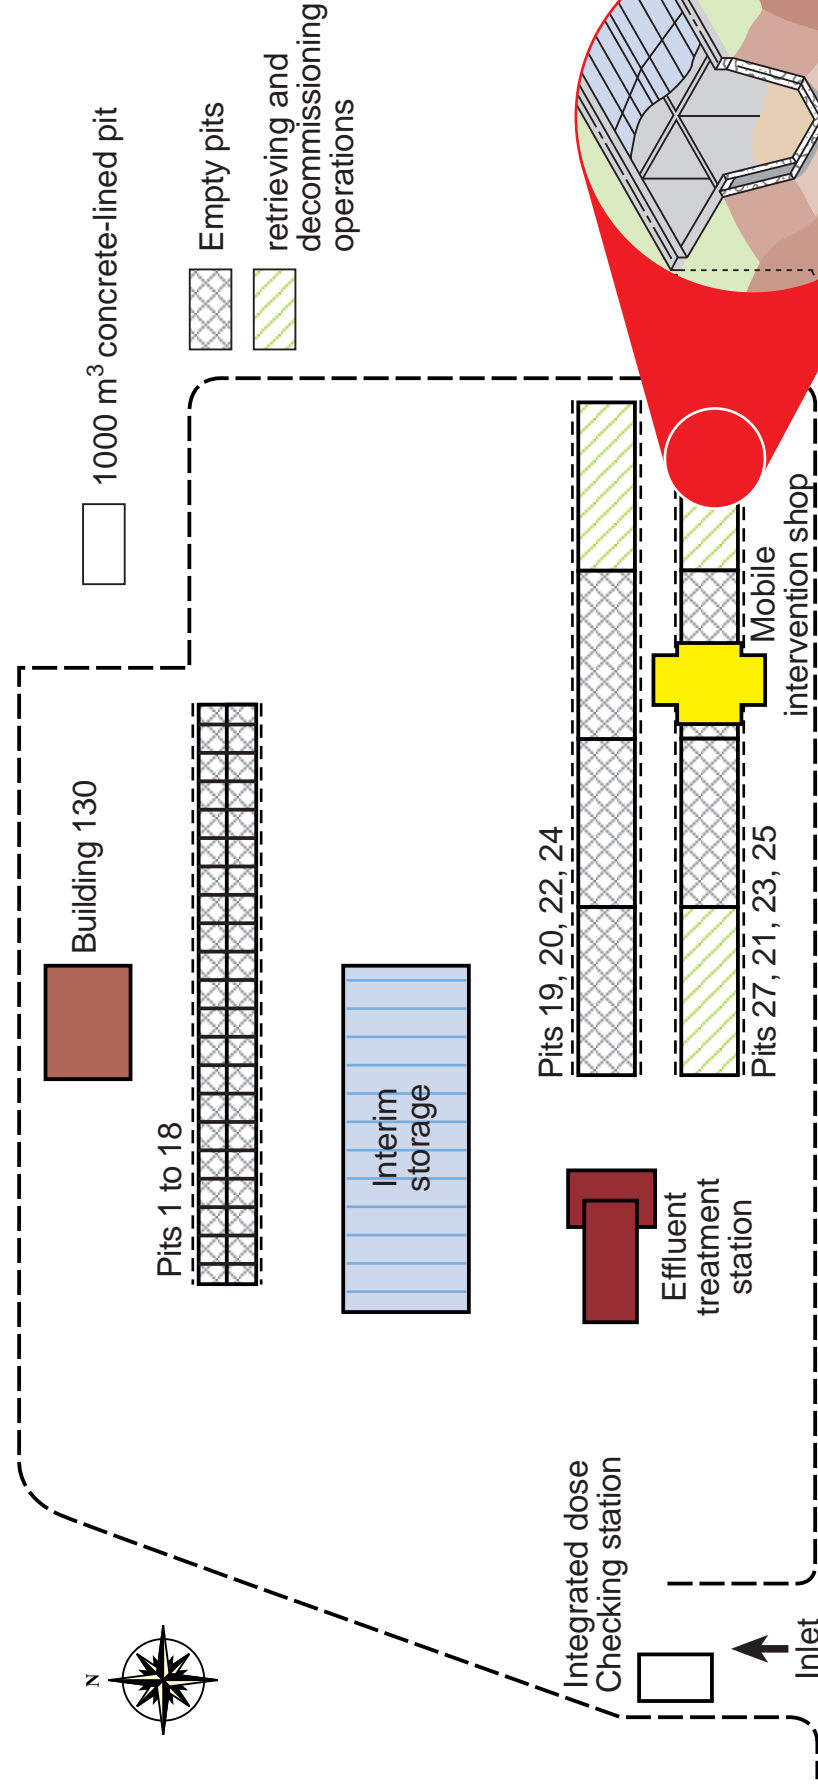 N
Building 130
1000 m³ concrete-lined pit
Pits 1 to 18
Empty pits
retrieving and
decommissioning
operations
Interim
storage
Integrated dose
Checking station
Effluent
treatment
station
Pits 19, 20, 22, 24
Pits 27, 21, 23, 25
Mobile
intervention shop
Inlet